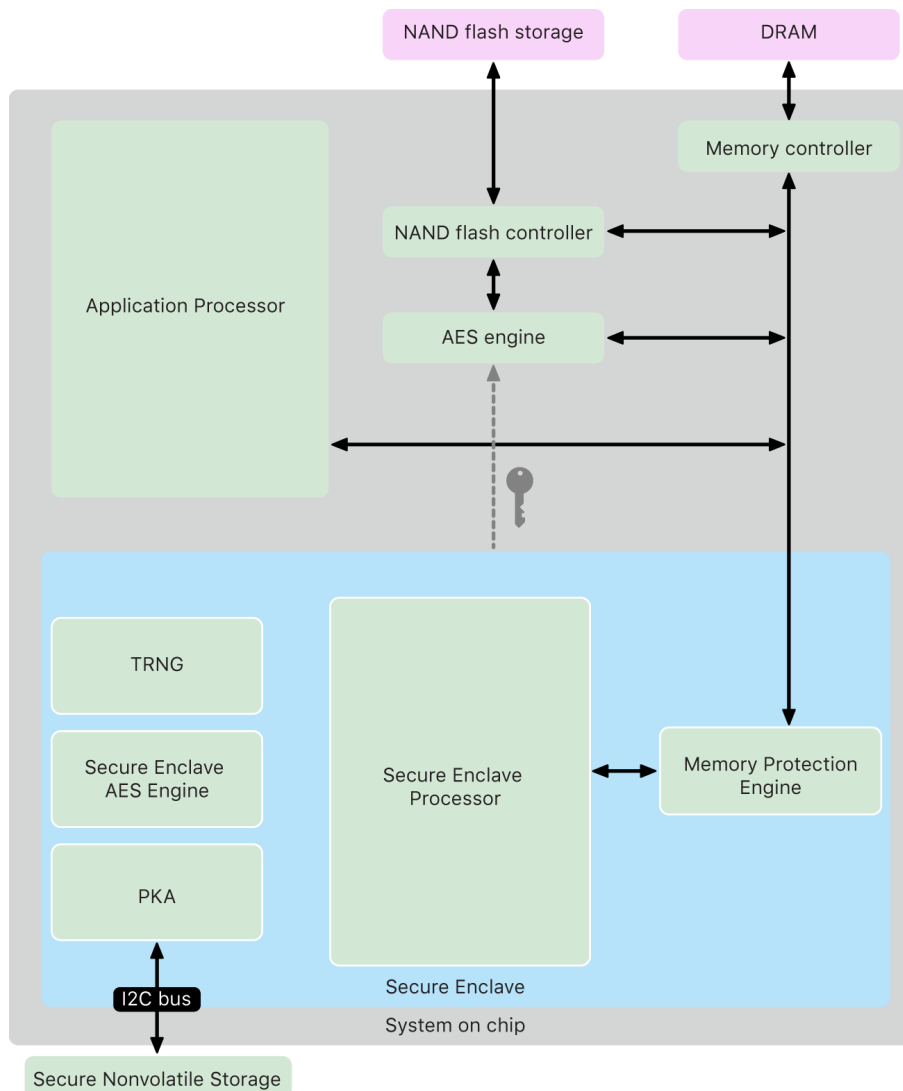 NAND flash storage
DRAM
Memory controller
NAND flash controller
Application Processor
AES engine
TRNG
Secure Enclave
AES Engine
Secure Enclave
Processor
Memory Protection
Engine
PKA
Secure Enclave
I2C bus
System on chip
Secure Nonvolatile Storage